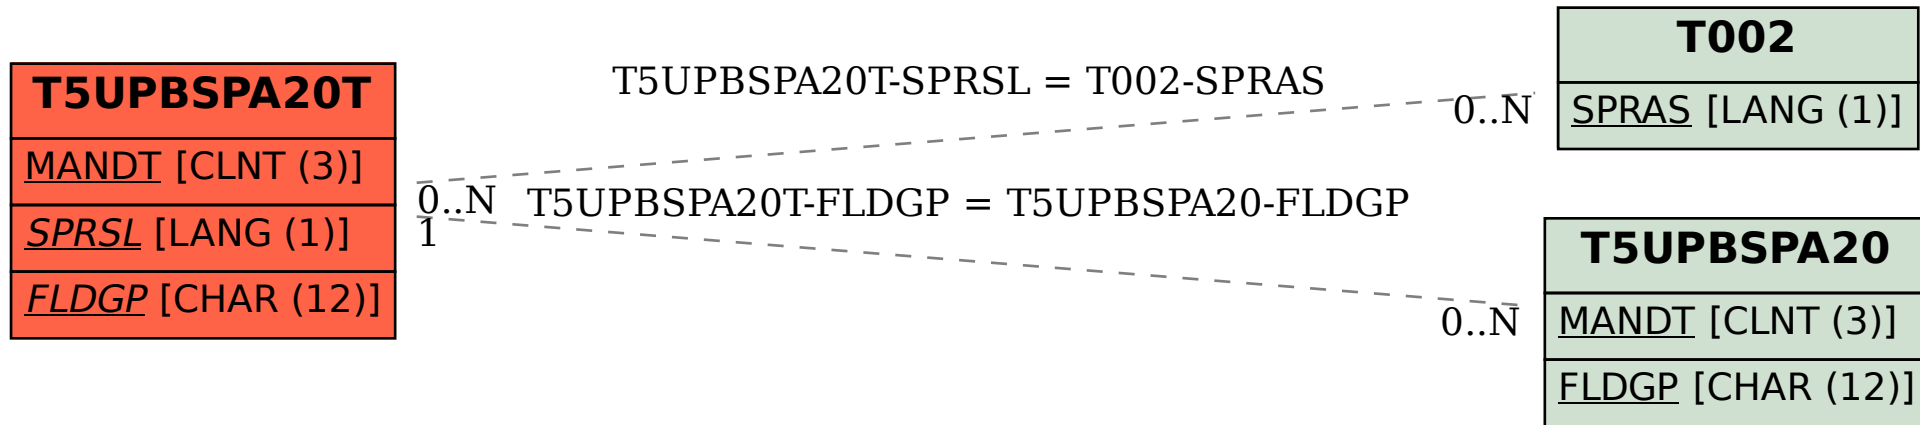 T5UPBSPA20T
MANDT [CLNT (3)]
SPRSL [LANG (1)]
FLDGP [CHAR (12)]
T5UPBSPA20T-SPRSL = T002-SPRAS
0..N
0..N
T5UPBSPA20T-FLDGP = T5UPBSPA20-FLDGP
1
0..N
T002
SPRAS [LANG (1)]
T5UPBSPA20
MANDT [CLNT (3)]
FLDGP [CHAR (12)]